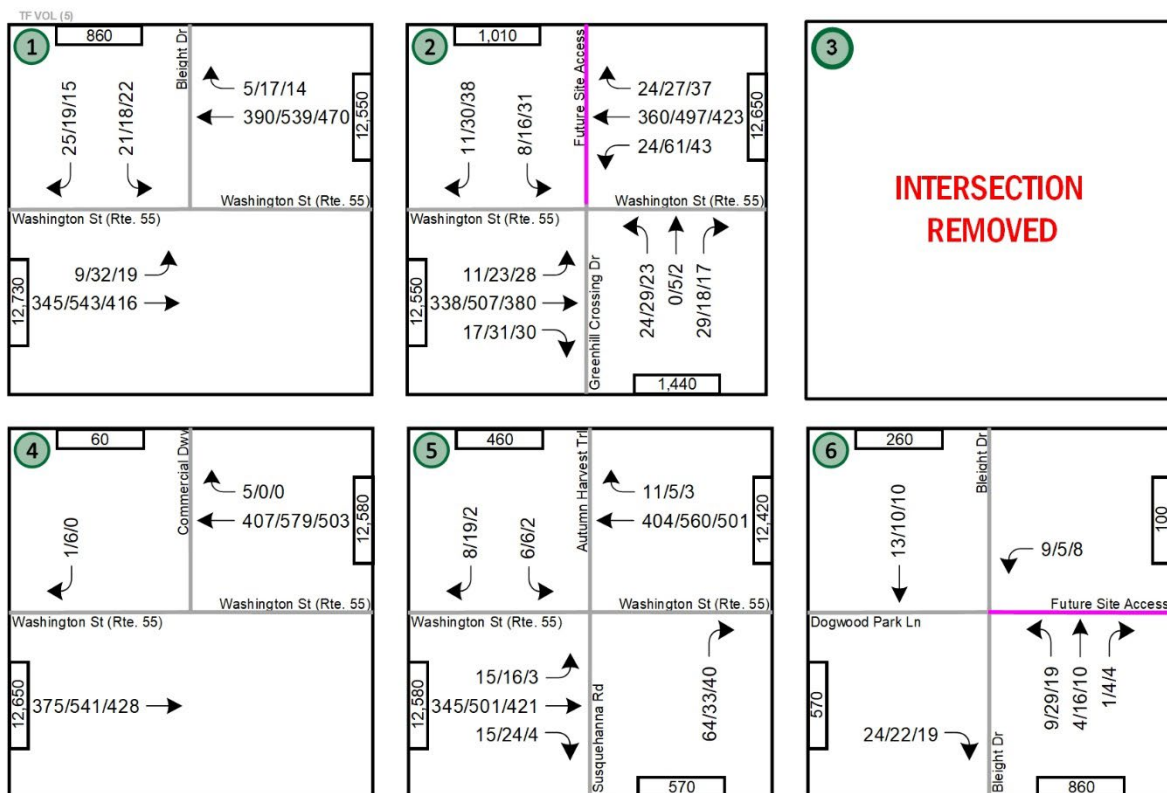 TF VOL (5)
1
860
Bleight Dr
5/17/14
390/539/470
12,550
25/19/15
21/18/22
Washington St (Rte. 55)
Washington St (Rte. 55)
12,730
9/32/19
345/543/416
2
1,010
Future Site Access
24/27/37
360/497/423
24/61/43
12,650
11/30/38
8/16/31
Washington St (Rte. 55)
Washington St (Rte. 55)
12,550
11/23/28
338/507/380
17/31/30
Greenhill Crossing Dr
24/29/23
0/5/2
29/18/17
1,440
3
INTERSECTION
REMOVED
4
60
Commercial Dwy
5/0/0
407/579/503
12,580
1/6/0
Washington St (Rte. 55)
Washington St (Rte. 55)
12,650
375/541/428
5
460
Autumn Harvest Trl
11/5/3
404/560/501
12,420
8/19/2
6/6/2
Washington St (Rte. 55)
Washington St (Rte. 55)
12,580
15/16/3
345/501/421
15/24/4
Susquehanna Rd
64/33/40
570
6
260
Bleight Dr
100
13/10/10
9/5/8
Future Site Access
Dogwood Park Ln
570
24/22/19
Bleight Dr
9/29/19
4/16/10
1/4/4
860